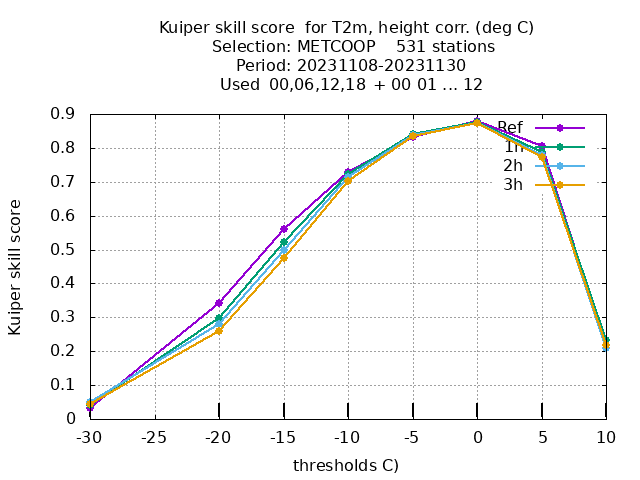 Kuiper skill score for T2m, height corr. (deg C)
Selection: METCOOP 531 stations
Period: 20231108-20231130
Used 00,06,12,18 + 00 01 ... 12
Ref
1h
2h
3h
Kuiper skill score
0.9
0.8
0.7
0.6
0.5
0.4
0.3
0.2
0.1
0
-30 -25 -20 -15 -10 -5 0 5 10
thresholds C)